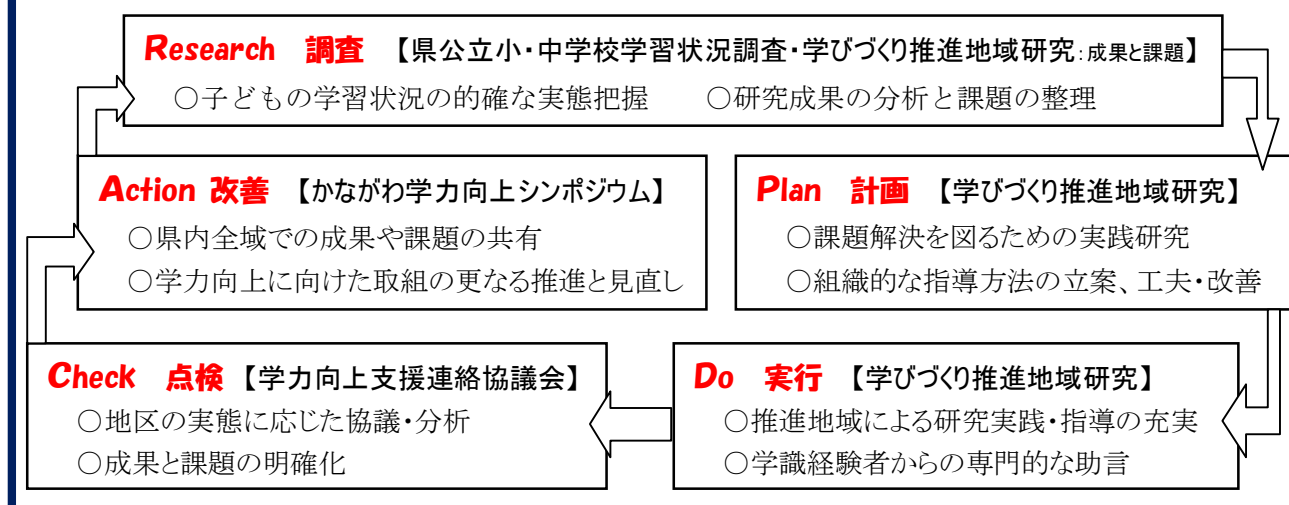 Research 調査 【県公立小・中学校学習状況調査・学びづくり推進地域研究:成果と課題】
○子どもの学習状況の的確な実態把握 ○研究成果の分析と課題の整理
Action 改善 【かながわ学力向上シンポジウム】
○県内全域での成果や課題の共有
○学力向上に向けた取組の更なる推進と見直し
Plan 計画 【学びづくり推進地域研究】
○課題解決を図るための実践研究
○組織的な指導方法の立案、工夫・改善
Check 点検 【学力向上支援連絡協議会】
○地区の実態に応じた協議・分析
○成果と課題の明確化
Do 実行 【学びづくり推進地域研究】
○推進地域による研究実践・指導の充実
○学識経験者からの専門的な助言